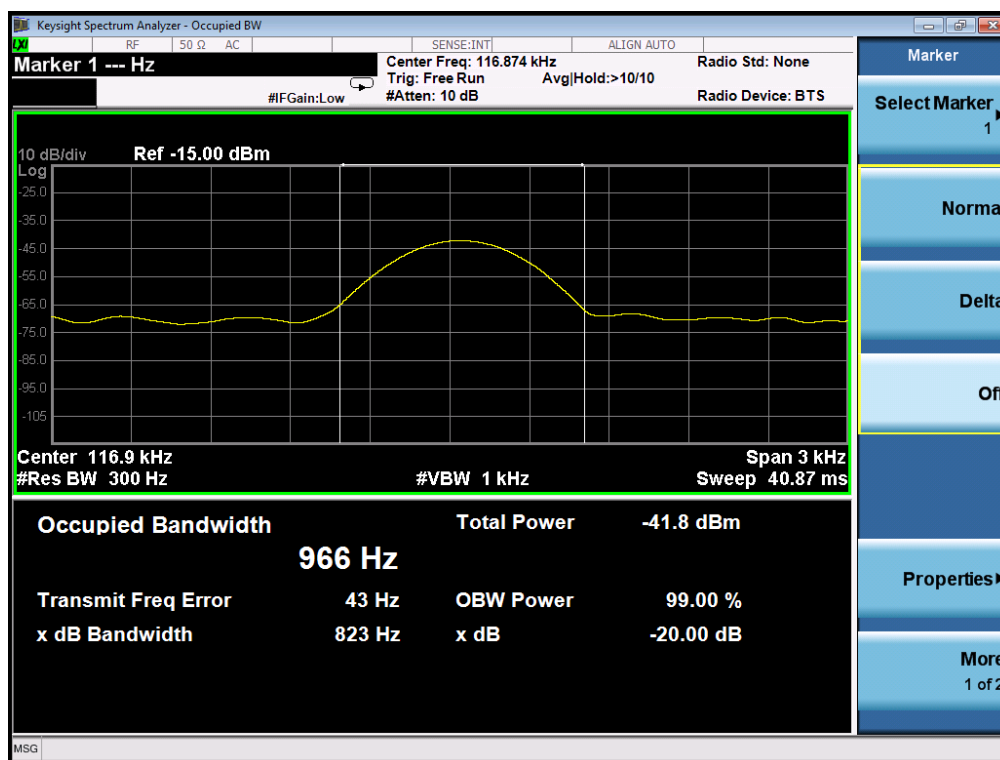 Keysight Spectrum Analyzer - Occupied BW
LXI RF 50 Ω AC SENSE:INT ALIGN AUTO
Marker 1 --- Hz
Center Freq: 116.874 kHz Radio Std: None
Trig: Free Run Avg|Hold:>10/10
#IFGain:Low #Atten: 10 dB Radio Device: BTS
10 dB/div Ref -15.00 dBm
Log
-25.0
-35.0
-45.0
-55.0
-65.0
-75.0
-85.0
-95.0
-105
Center 116.9 kHz Span 3 kHz
#Res BW 300 Hz #VBW 1 kHz Sweep 40.87 ms
Occupied Bandwidth Total Power -41.8 dBm
966 Hz
Transmit Freq Error 43 Hz OBW Power 99.00 %
x dB Bandwidth 823 Hz x dB -20.00 dB
MSG
Marker
Select Marker
1
Norma
Delta
Off
Properties
More
1 of 2